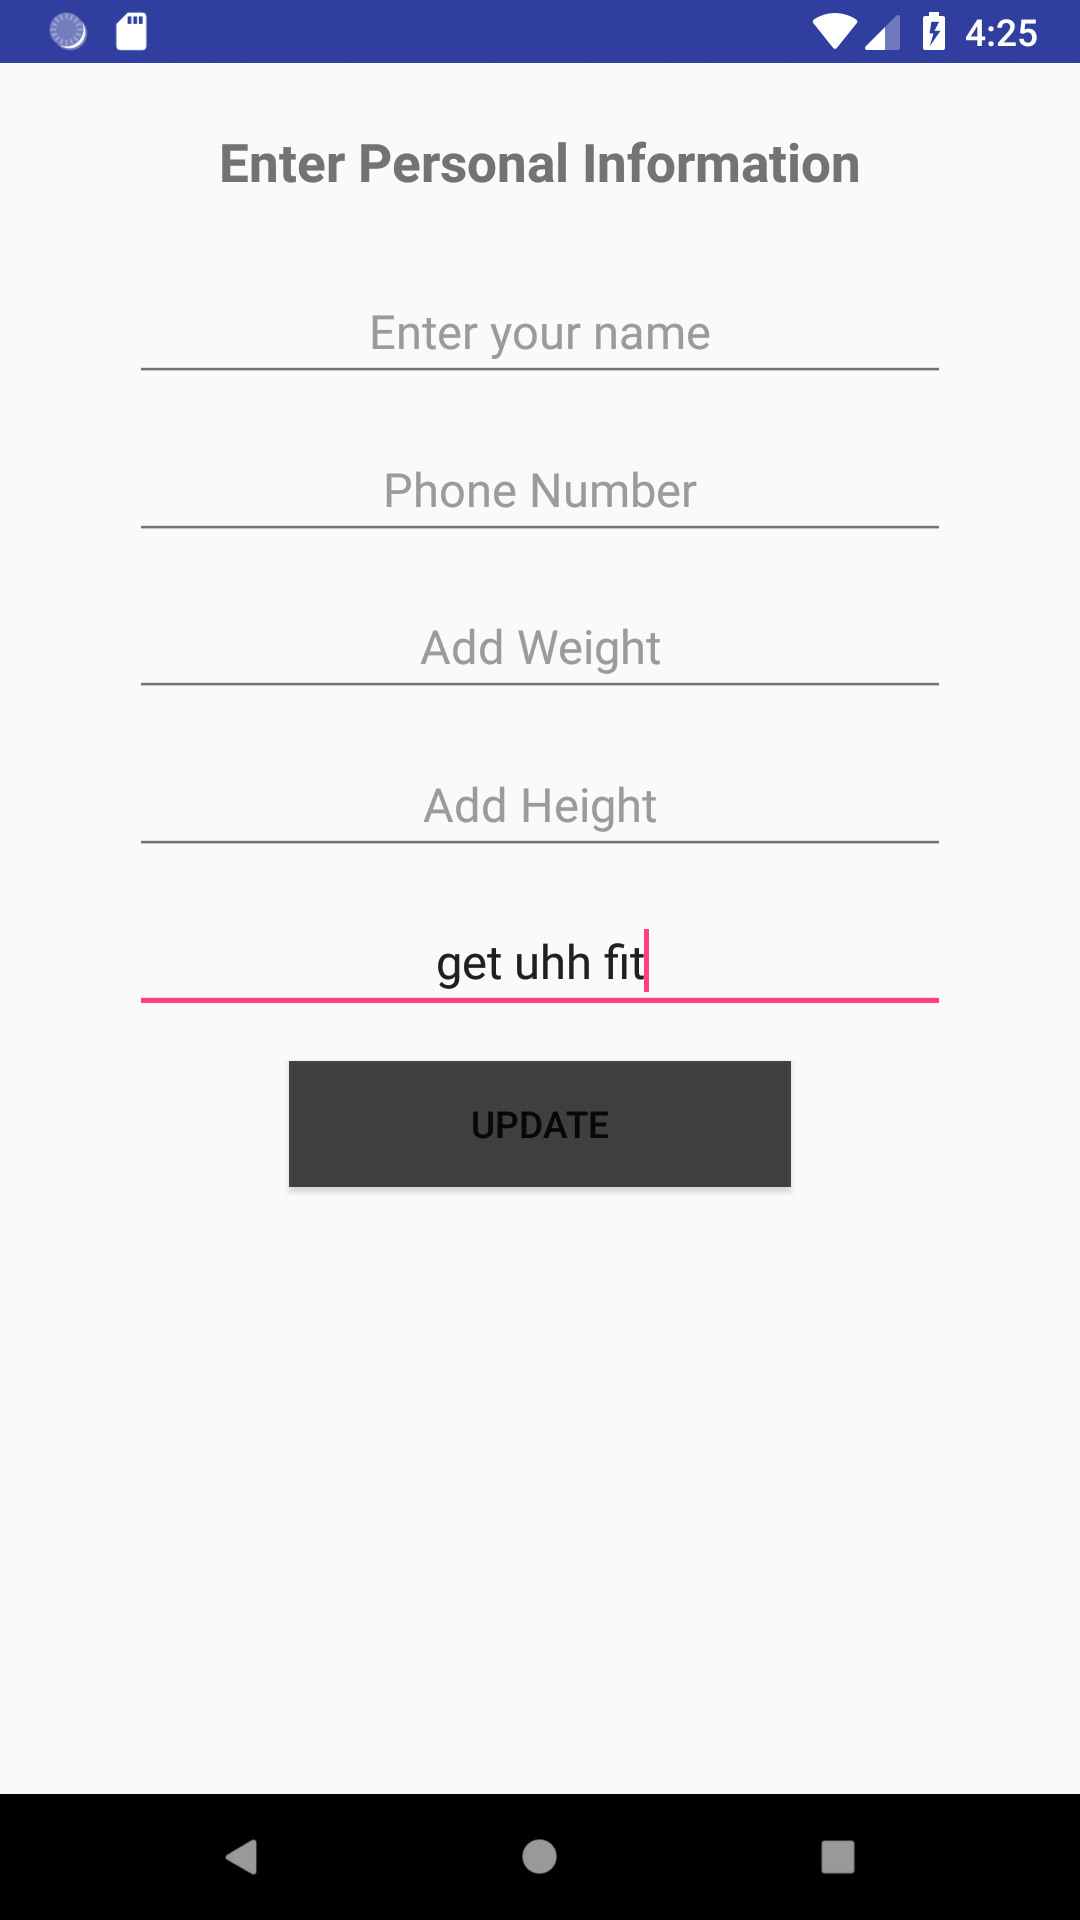 4:25
Enter Personal Information
Enter your name
Phone Number
Add Weight
Add Height
get uhh fit
UPDATE